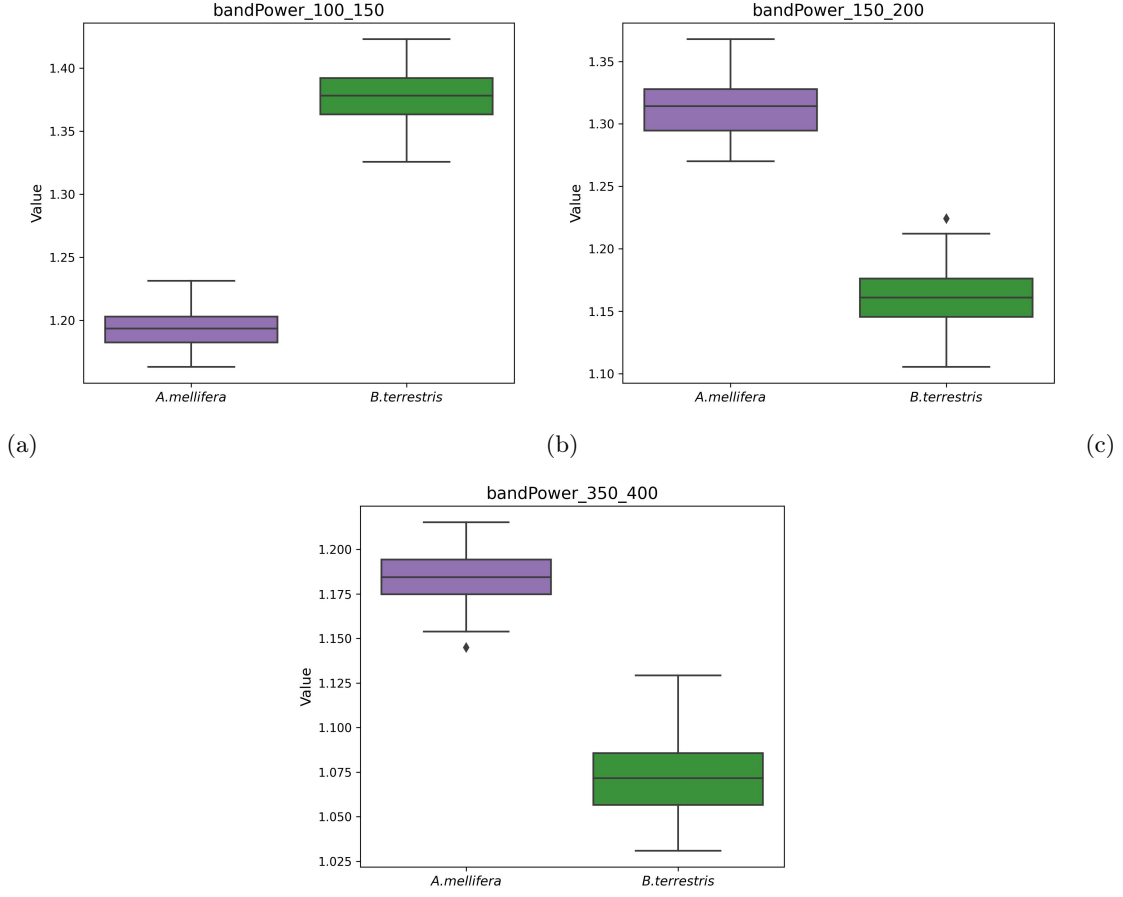 bandPower_100_150
Value
1.40
1.35
1.30
1.25
1.20
A.mellifera
B.terrestris
bandPower_150_200
Value
1.35
1.30
1.25
1.20
1.15
1.10
A.mellifera
B.terrestris
(a)
(b)
(c)
bandPower_350_400
Value
1.200
1.175
1.150
1.125
1.100
1.075
1.050
1.025
A.mellifera
B.terrestris